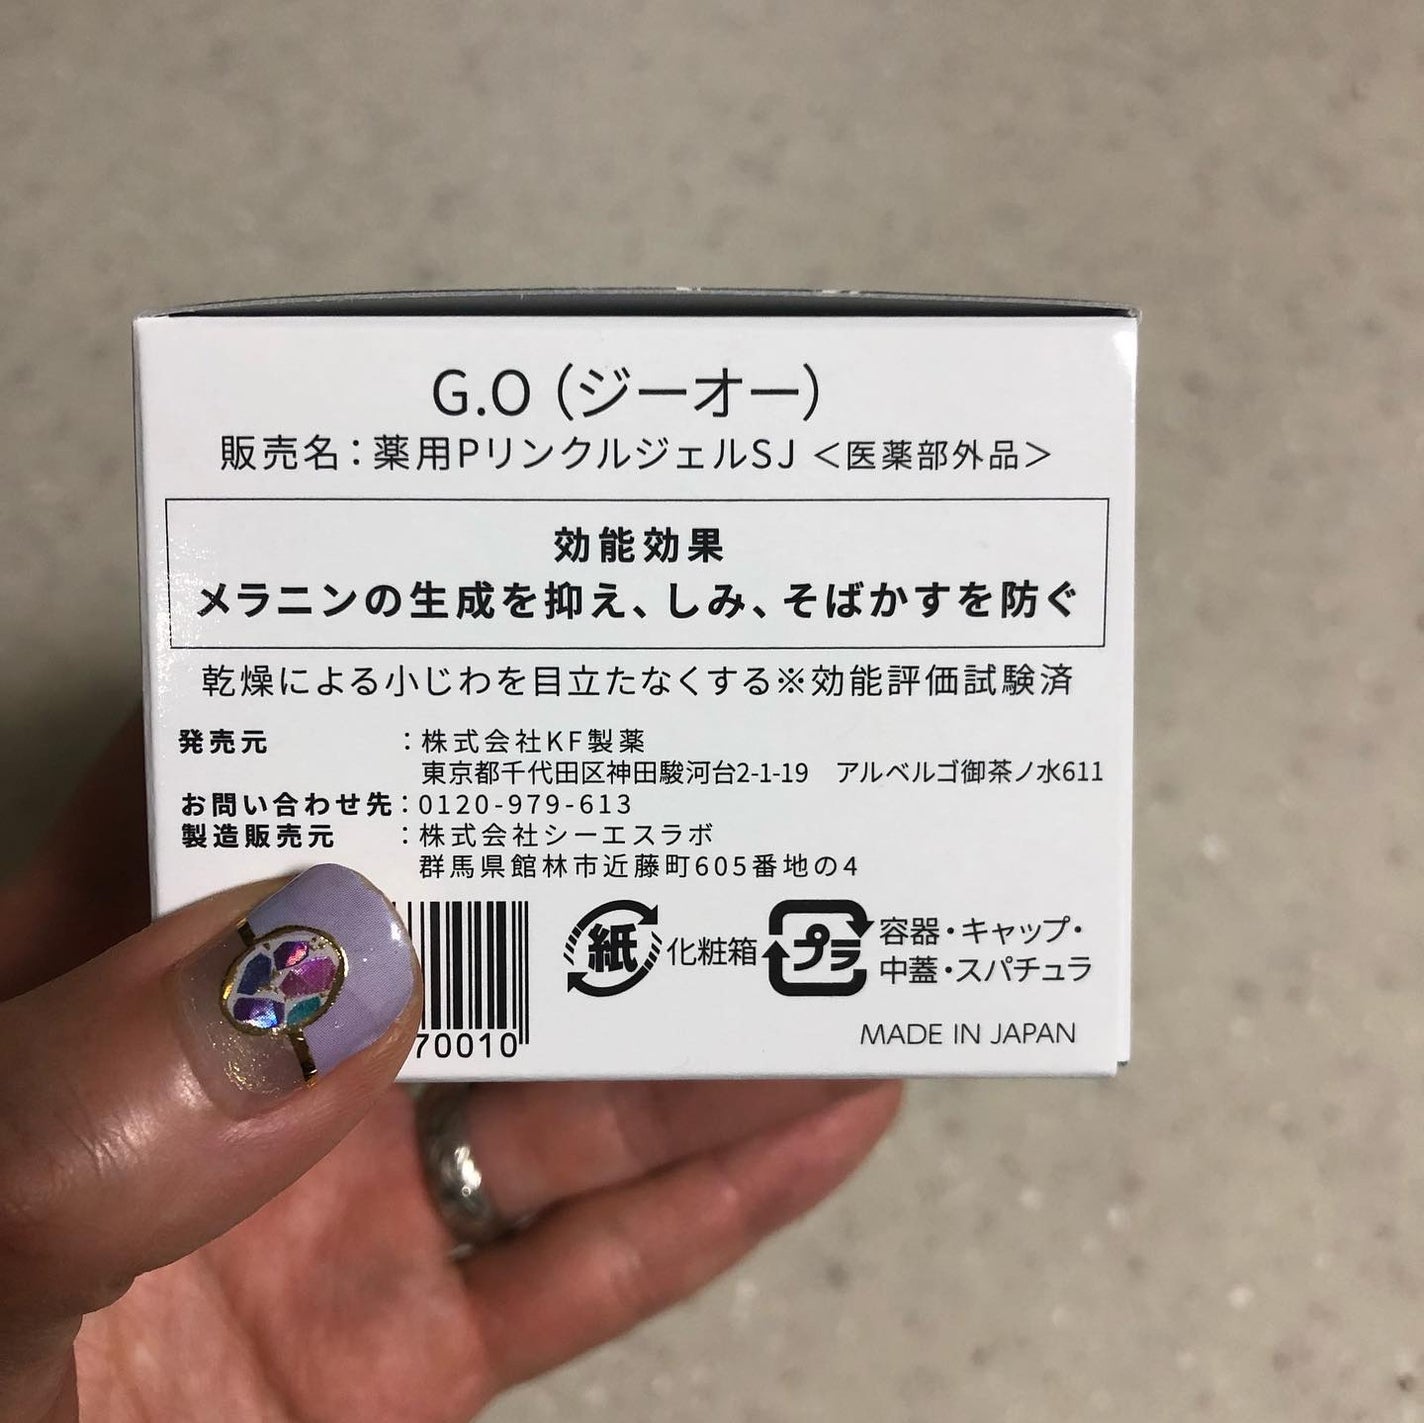 G.O（ジーオー）
販売名：薬用PリンクルジェルSJ＜医薬部外品＞
効能効果
メラニンの生成を抑え、しみ、そばかすを防ぐ
乾燥による小じわを目立たなくする※効能評価試験済
発売元　：株式会社KF製薬
東京都千代田区神田駿河台2-1-19　アルベルゴ御茶ノ水611
お問い合わせ先：0120-979-613
製造販売元　：株式会社シーエスラボ
群馬県館林市近藤町605番地の4
紙 化粧箱 プラ 容器・キャップ・
中蓋・スパチュラ
MADE IN JAPAN
70010